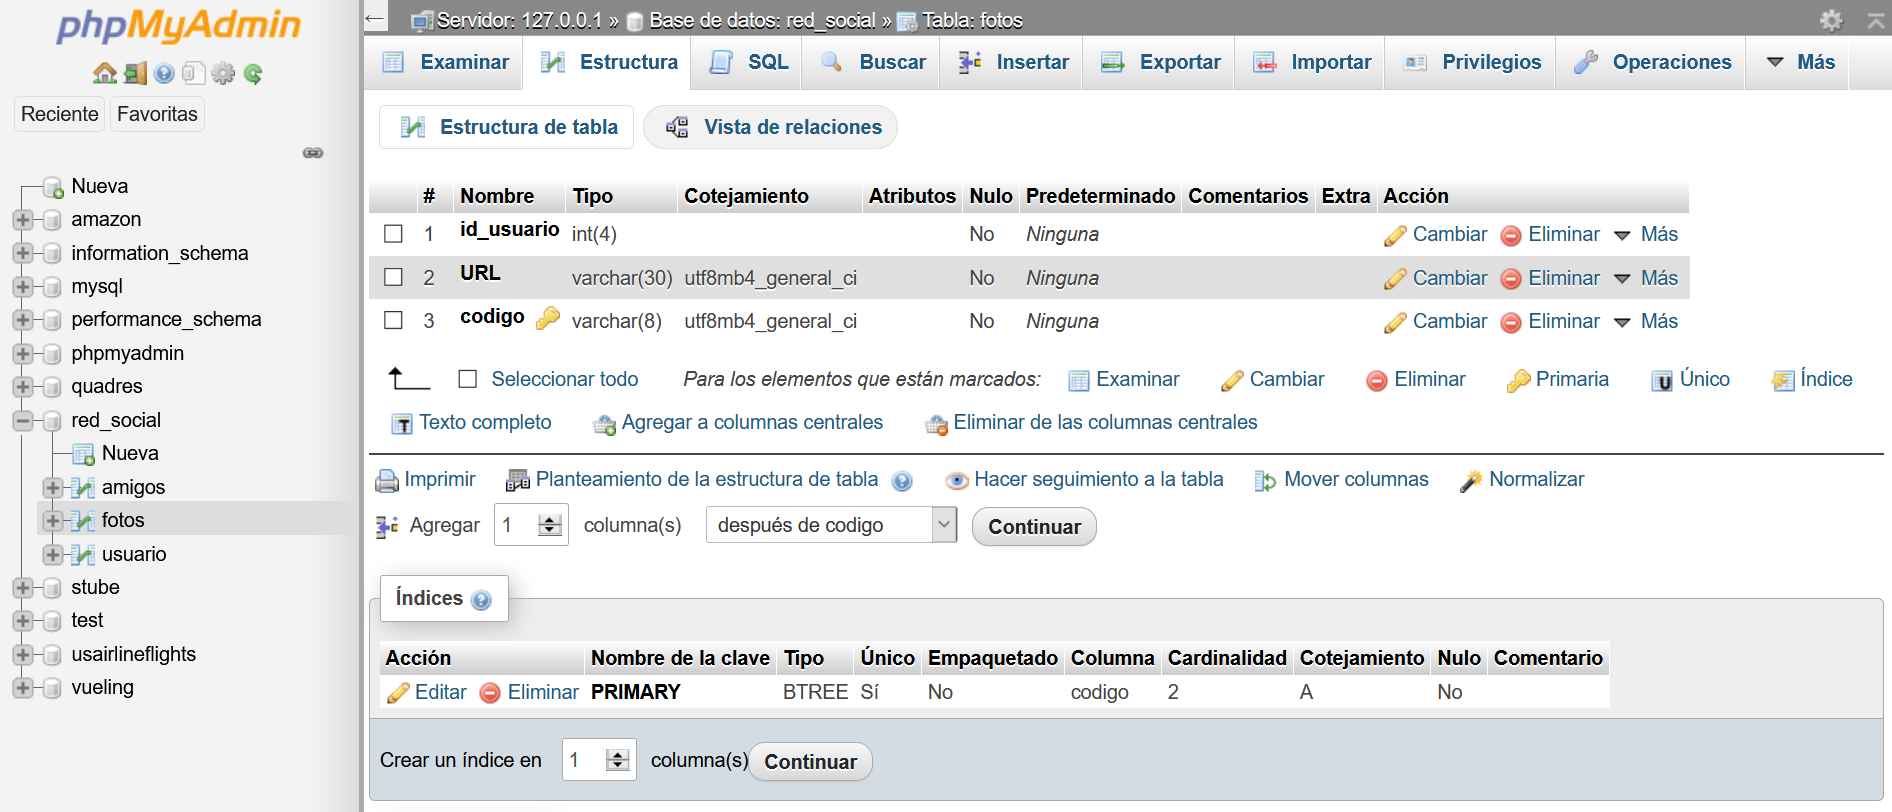 phpMyAdmin
Reciente Favoritas
Nueva
amazon
information_schema
mysql
performance_schema
phpmyadmin
quadres
red_social
Nueva
amigos
fotos
usuario
stube
test
usairlineflights
vueling
Servidor: 127.0.0.1 » Base de datos: red_social » Tabla: fotos
Examinar Estructura SQL Buscar Insertar Exportar Importar Privilegios Operaciones Más
Estructura de tabla Vista de relaciones
# Nombre Tipo Cotejamiento Atributos Nulo Predeterminado Comentarios Extra Acción
1 id_usuario int(4) No Ninguna Cambiar Eliminar Más
2 URL varchar(30) utf8mb4_general_ci No Ninguna Cambiar Eliminar Más
3 codigo varchar(8) utf8mb4_general_ci No Ninguna Cambiar Eliminar Más
Seleccionar todo Para los elementos que están marcados: Examinar Cambiar Eliminar Primaria Único Índice
Texto completo Agregar a columnas centrales Eliminar de las columnas centrales
Imprimir Planteamiento de la estructura de tabla Hacer seguimiento a la tabla Mover columnas Normalizar
Agregar 1 columna(s) después de codigo Continuar
Índices
Acción Nombre de la clave Tipo Único Empaquetado Columna Cardinalidad Cotejamiento Nulo Comentario
Editar Eliminar PRIMARY BTREE Sí No codigo 2 A No
Crear un índice en 1 columna(s) Continuar